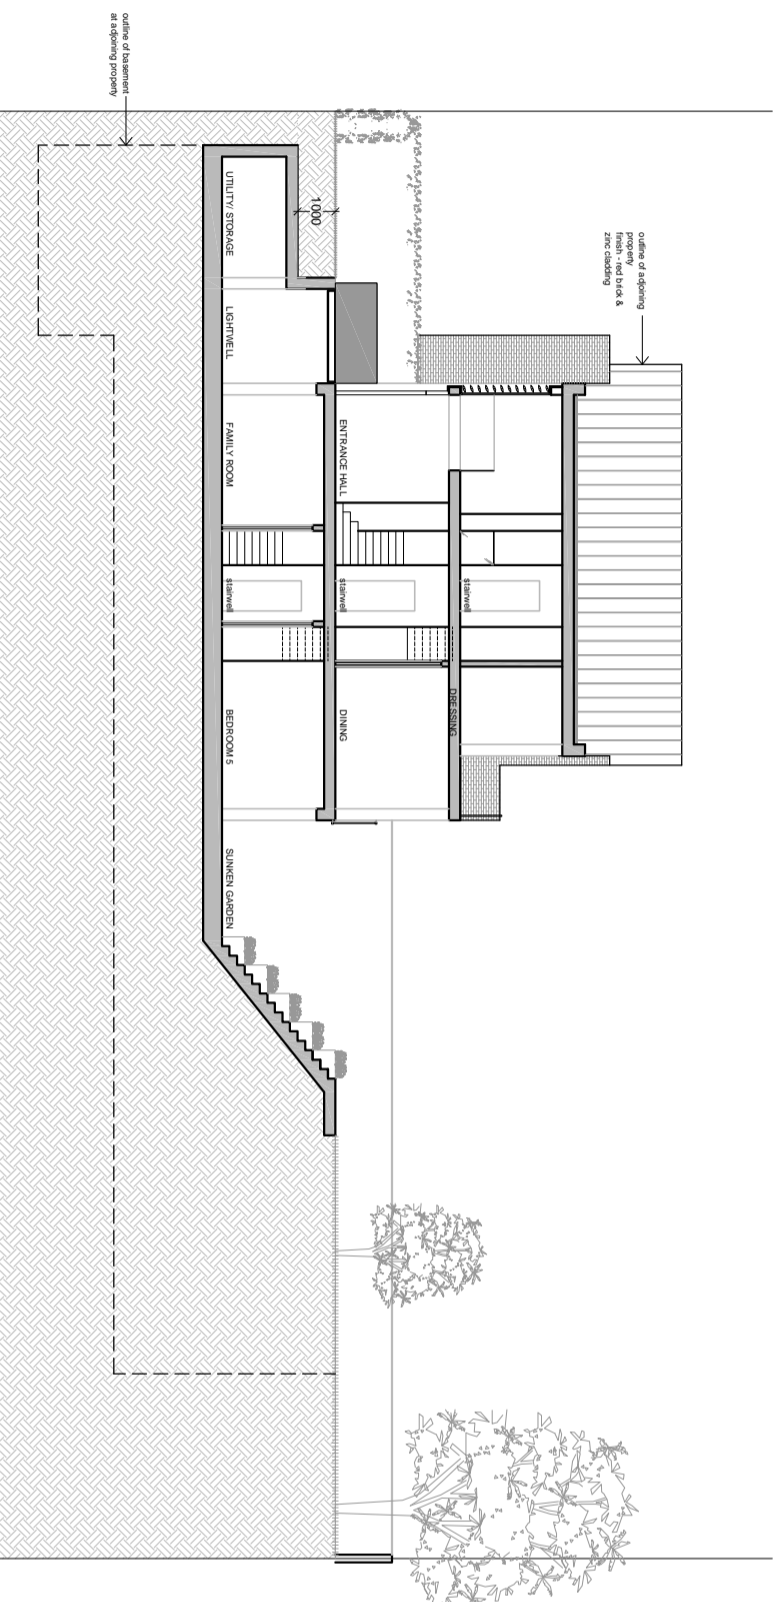 outline of basement
at adjoining property
outline of adjoining
property
finish - red brick &
zinc cladding
1000
UTILITY/ STORAGE
LIGHTWELL
FAMILY ROOM
ENTRANCE HALL
stairwell
stairwell
stairwell
BEDROOM 5
DINING
DRESSING
SUNKEN GARDEN